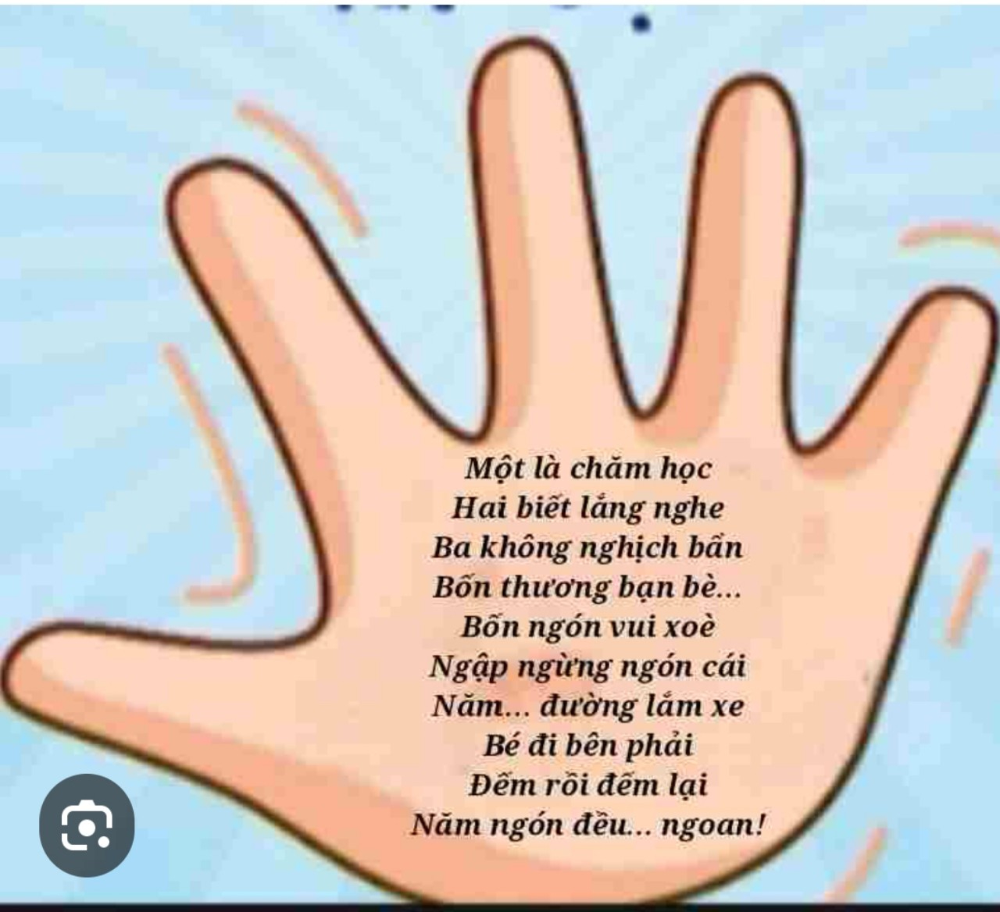 Một là chăm học
Hai biết lắng nghe
Ba không nghịch bẩn
Bốn thương bạn bè...
Bốn ngón vui xoè
Ngập ngừng ngón cái
Năm... đường lắm xe
Bé đi bên phải
Đếm rồi đếm lại
Năm ngón đều... ngoan!